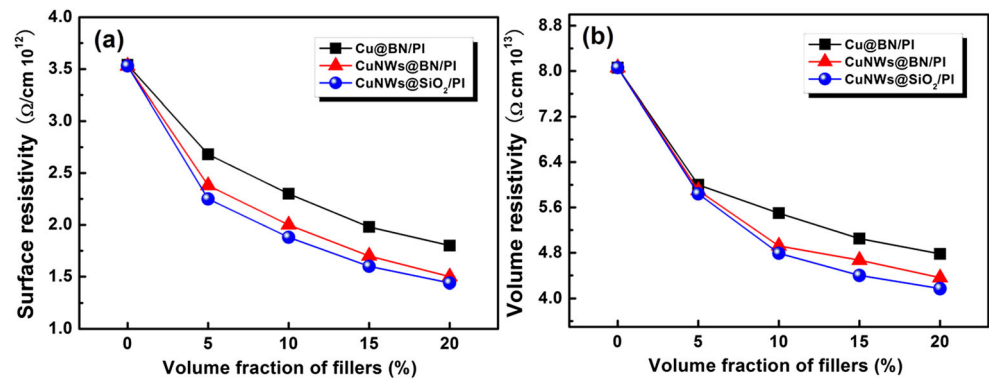 (a)
Cu@BN/PI
CuNWs@BN/PI
CuNWs@SiO₂/PI
Surface resistivity (Ω/cm 10¹²)
4.0
3.5
3.0
2.5
2.0
1.5
1.0
0 5 10 15 20
Volume fraction of fillers (%)
(b)
Cu@BN/PI
CuNWs@BN/PI
CuNWs@SiO₂/PI
Volume resistivity (Ω/cm 10¹³)
8.8
8.0
7.2
6.4
5.6
4.8
4.0
0 5 10 15 20
Volume fraction of fillers (%)